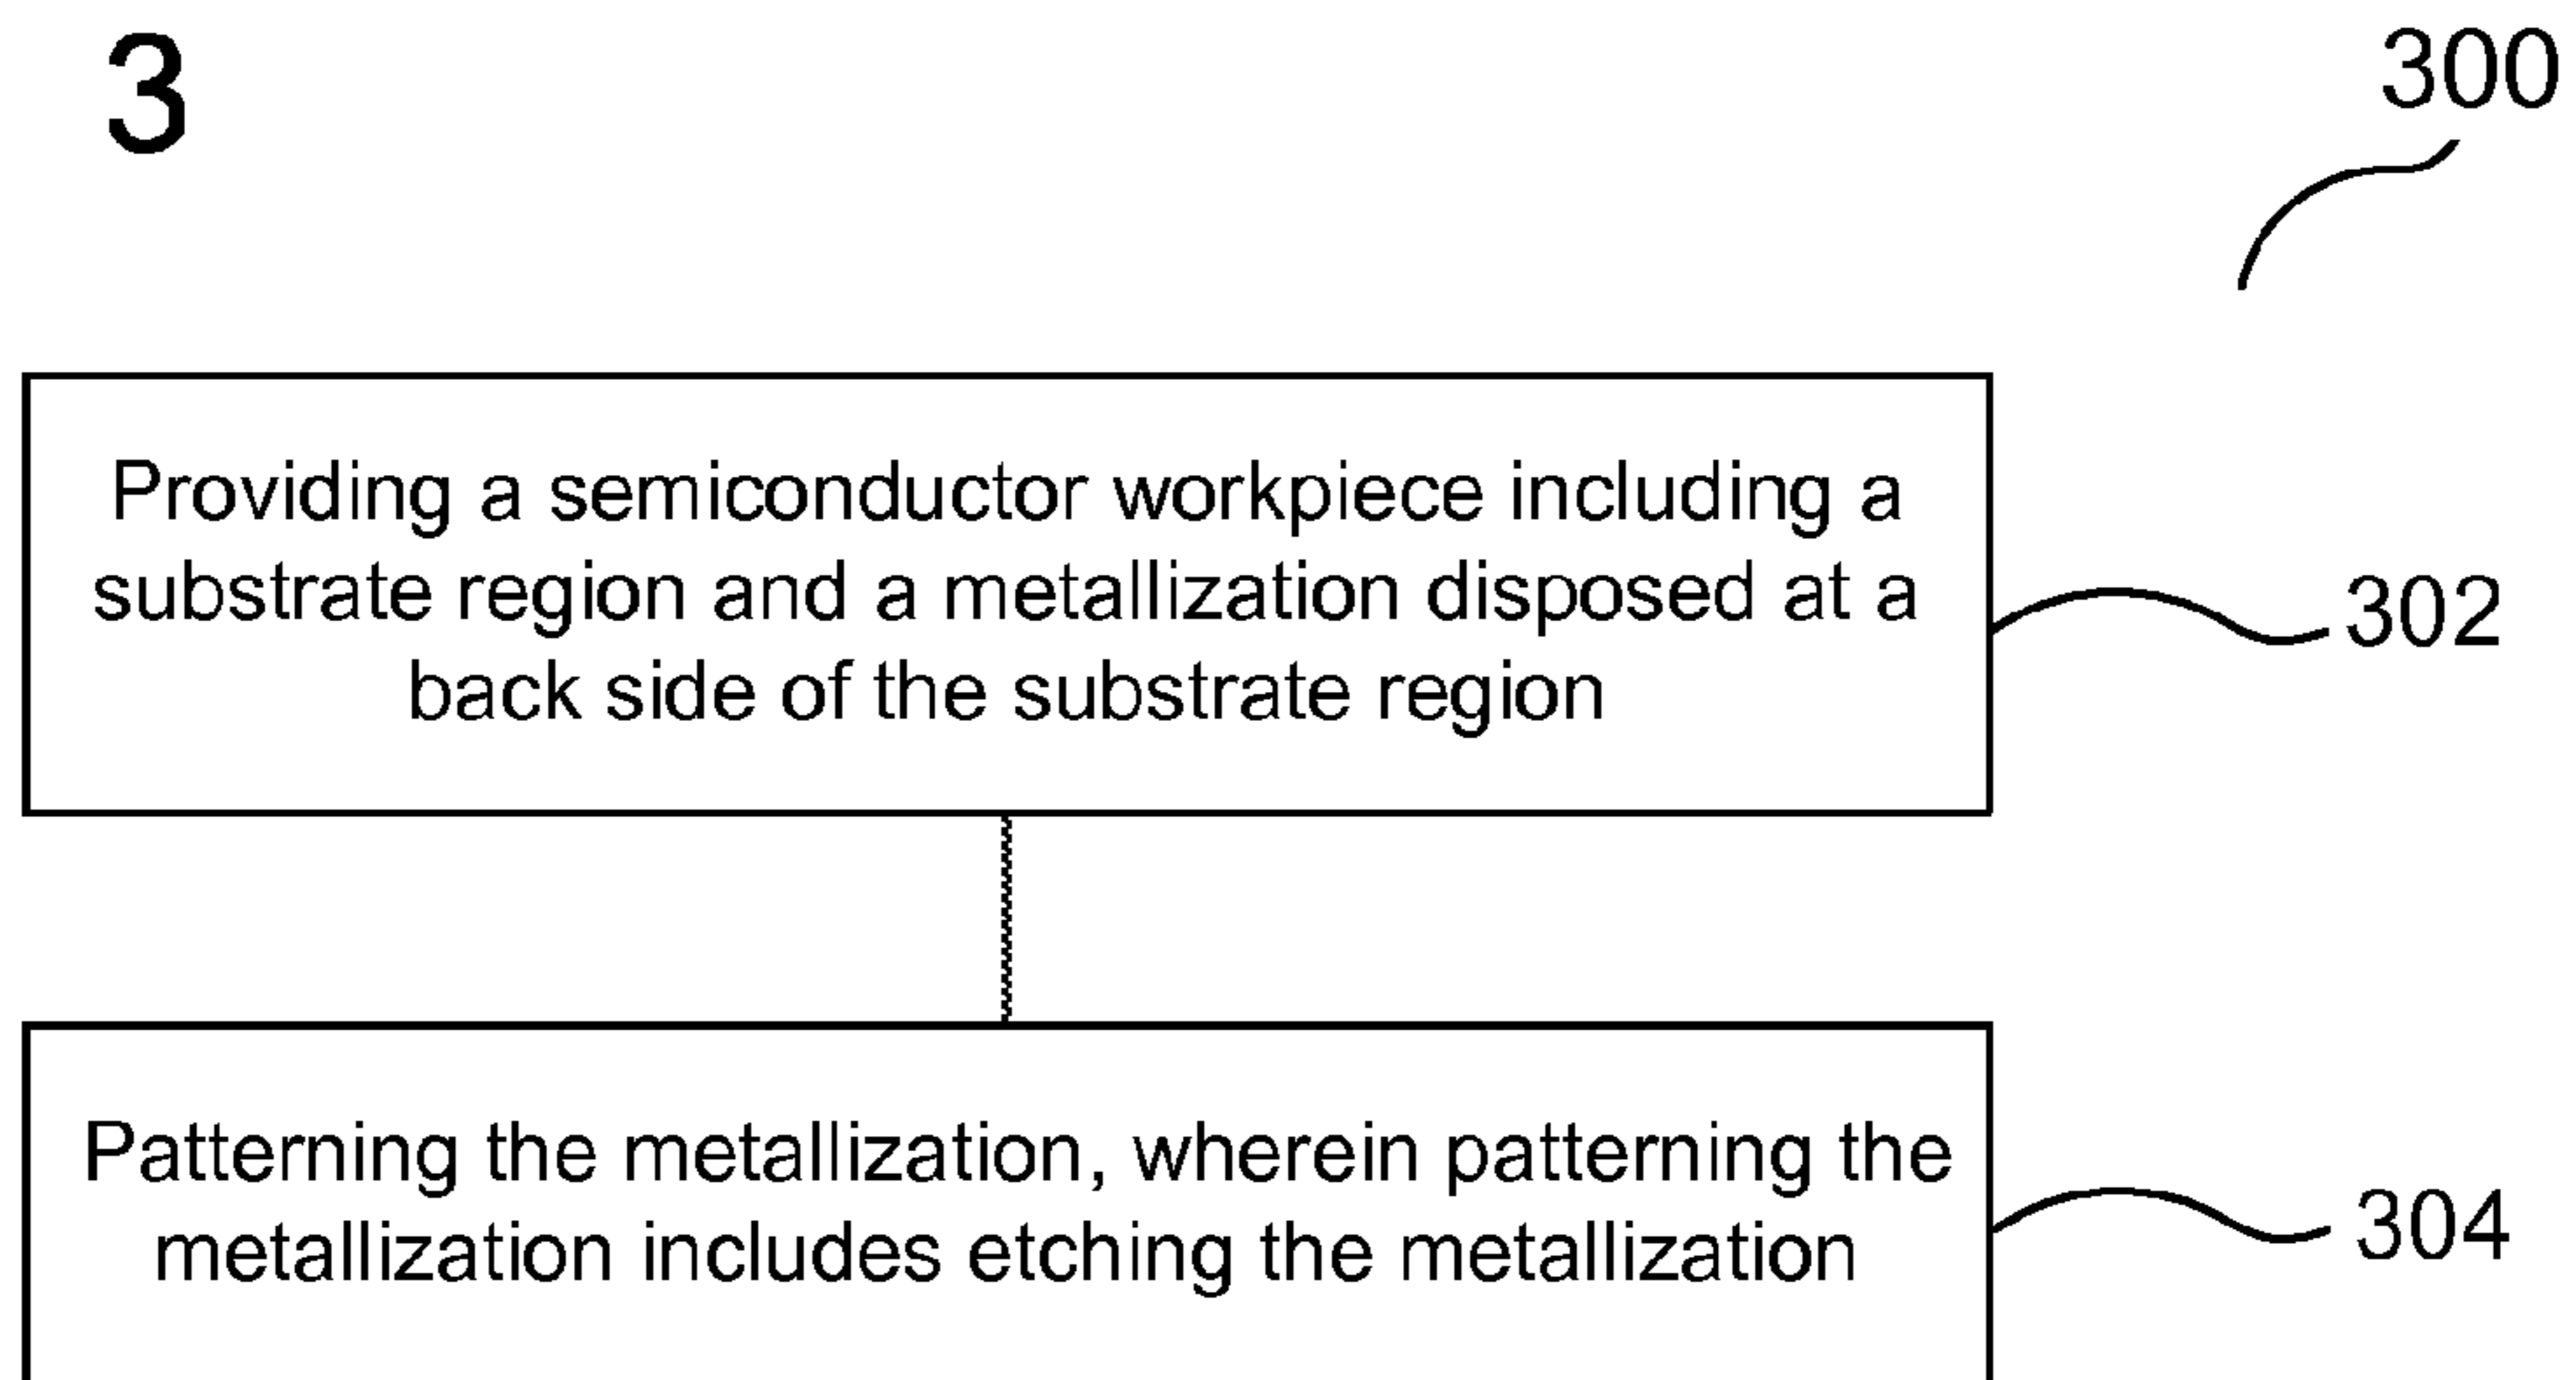 3
300
Providing a semiconductor workpiece including a
substrate region and a metallization disposed at a
back side of the substrate region
302
Patterning the metallization, wherein patterning the
metallization includes etching the metallization
304